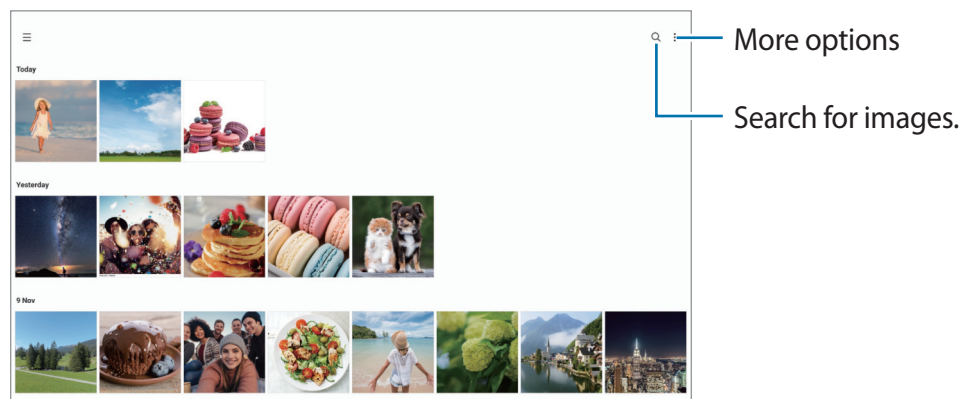 More options
Today
Search for images.
Yesterday
9 Nov